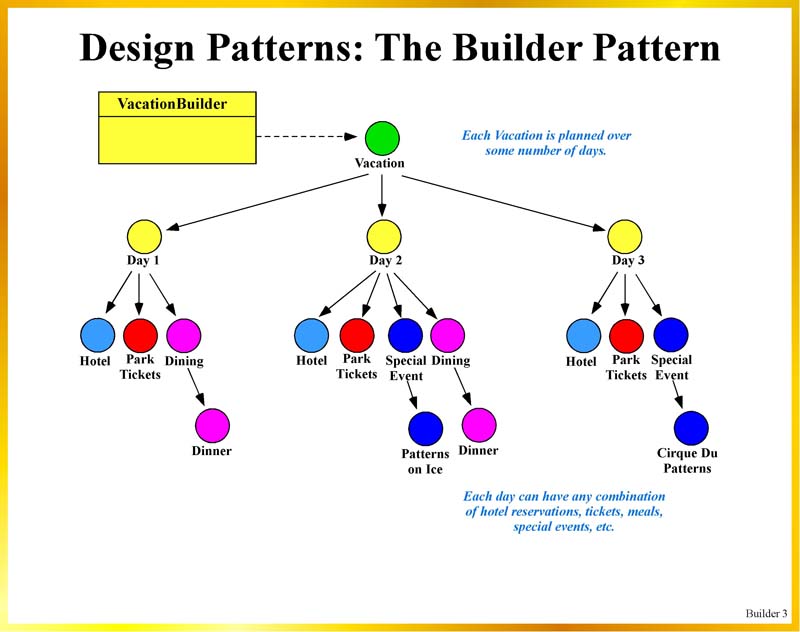 Design Patterns: The Builder Pattern
VacationBuilder
Each Vacation is planned over
some number of days.
Vacation
Day 1
Day 2
Day 3
Hotel
Park
Tickets
Dining
Hotel
Park
Tickets
Special
Event
Dining
Hotel
Park
Tickets
Special
Event
Dinner
Patterns
on Ice
Dinner
Cirque Du
Patterns
Each day can have any combination
of hotel reservations, tickets, meals,
special events, etc.
Builder 3